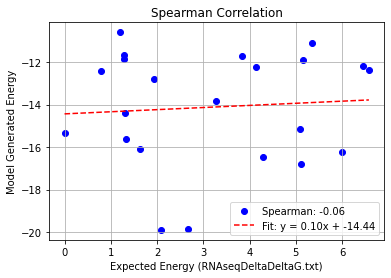 Spearman Correlation
Model Generated Energy
−12
−14
−16
−18
−20
0 1 2 3 4 5 6
Spearman: -0.06
Fit: y = 0.10x + -14.44
Expected Energy (RNAseqDeltaDeltaG.txt)